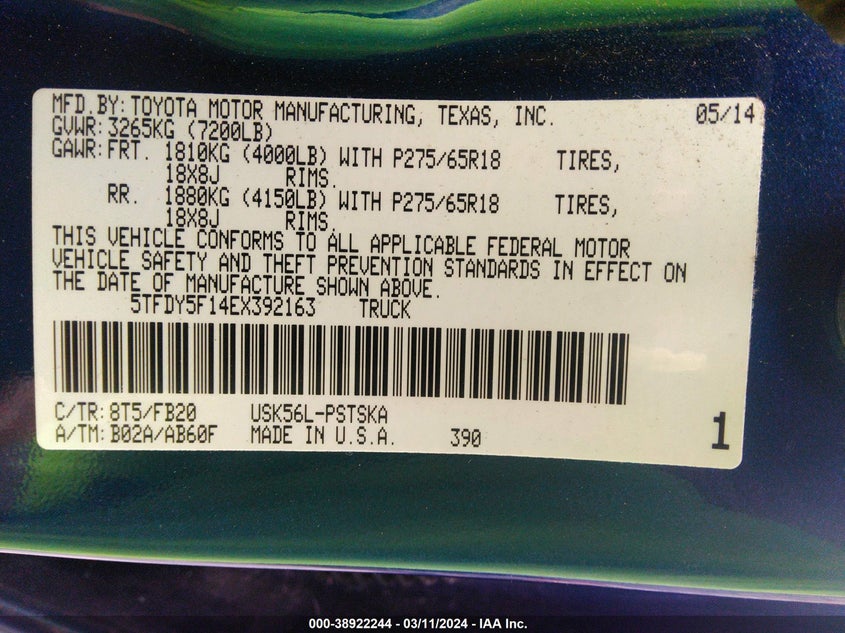 MFD.BY: TOYOTA MOTOR MANUFACTURING, TEXAS, INC. 05/14
GVWR: 3265KG (7200LB)
GAWR: FRT. 1810KG (4000LB) WITH P275/65R18 TIRES,
18X8J RIMS.
RR. 1880KG (4150LB) WITH P275/65R18 TIRES,
18X8J RIMS.
THIS VEHICLE CONFORMS TO ALL APPLICABLE FEDERAL MOTOR
VEHICLE SAFETY AND THEFT PREVENTION STANDARDS IN EFFECT ON
THE DATE OF MANUFACTURE SHOWN ABOVE.
5TFDY5F14EX392163 TRUCK
C/TR: 8T5/FB20 USK56L-PSTSKA
A/TM: B02A/AB60F MADE IN U.S.A. 390 1
000-38922244 - 03/11/2024 - IAA Inc.